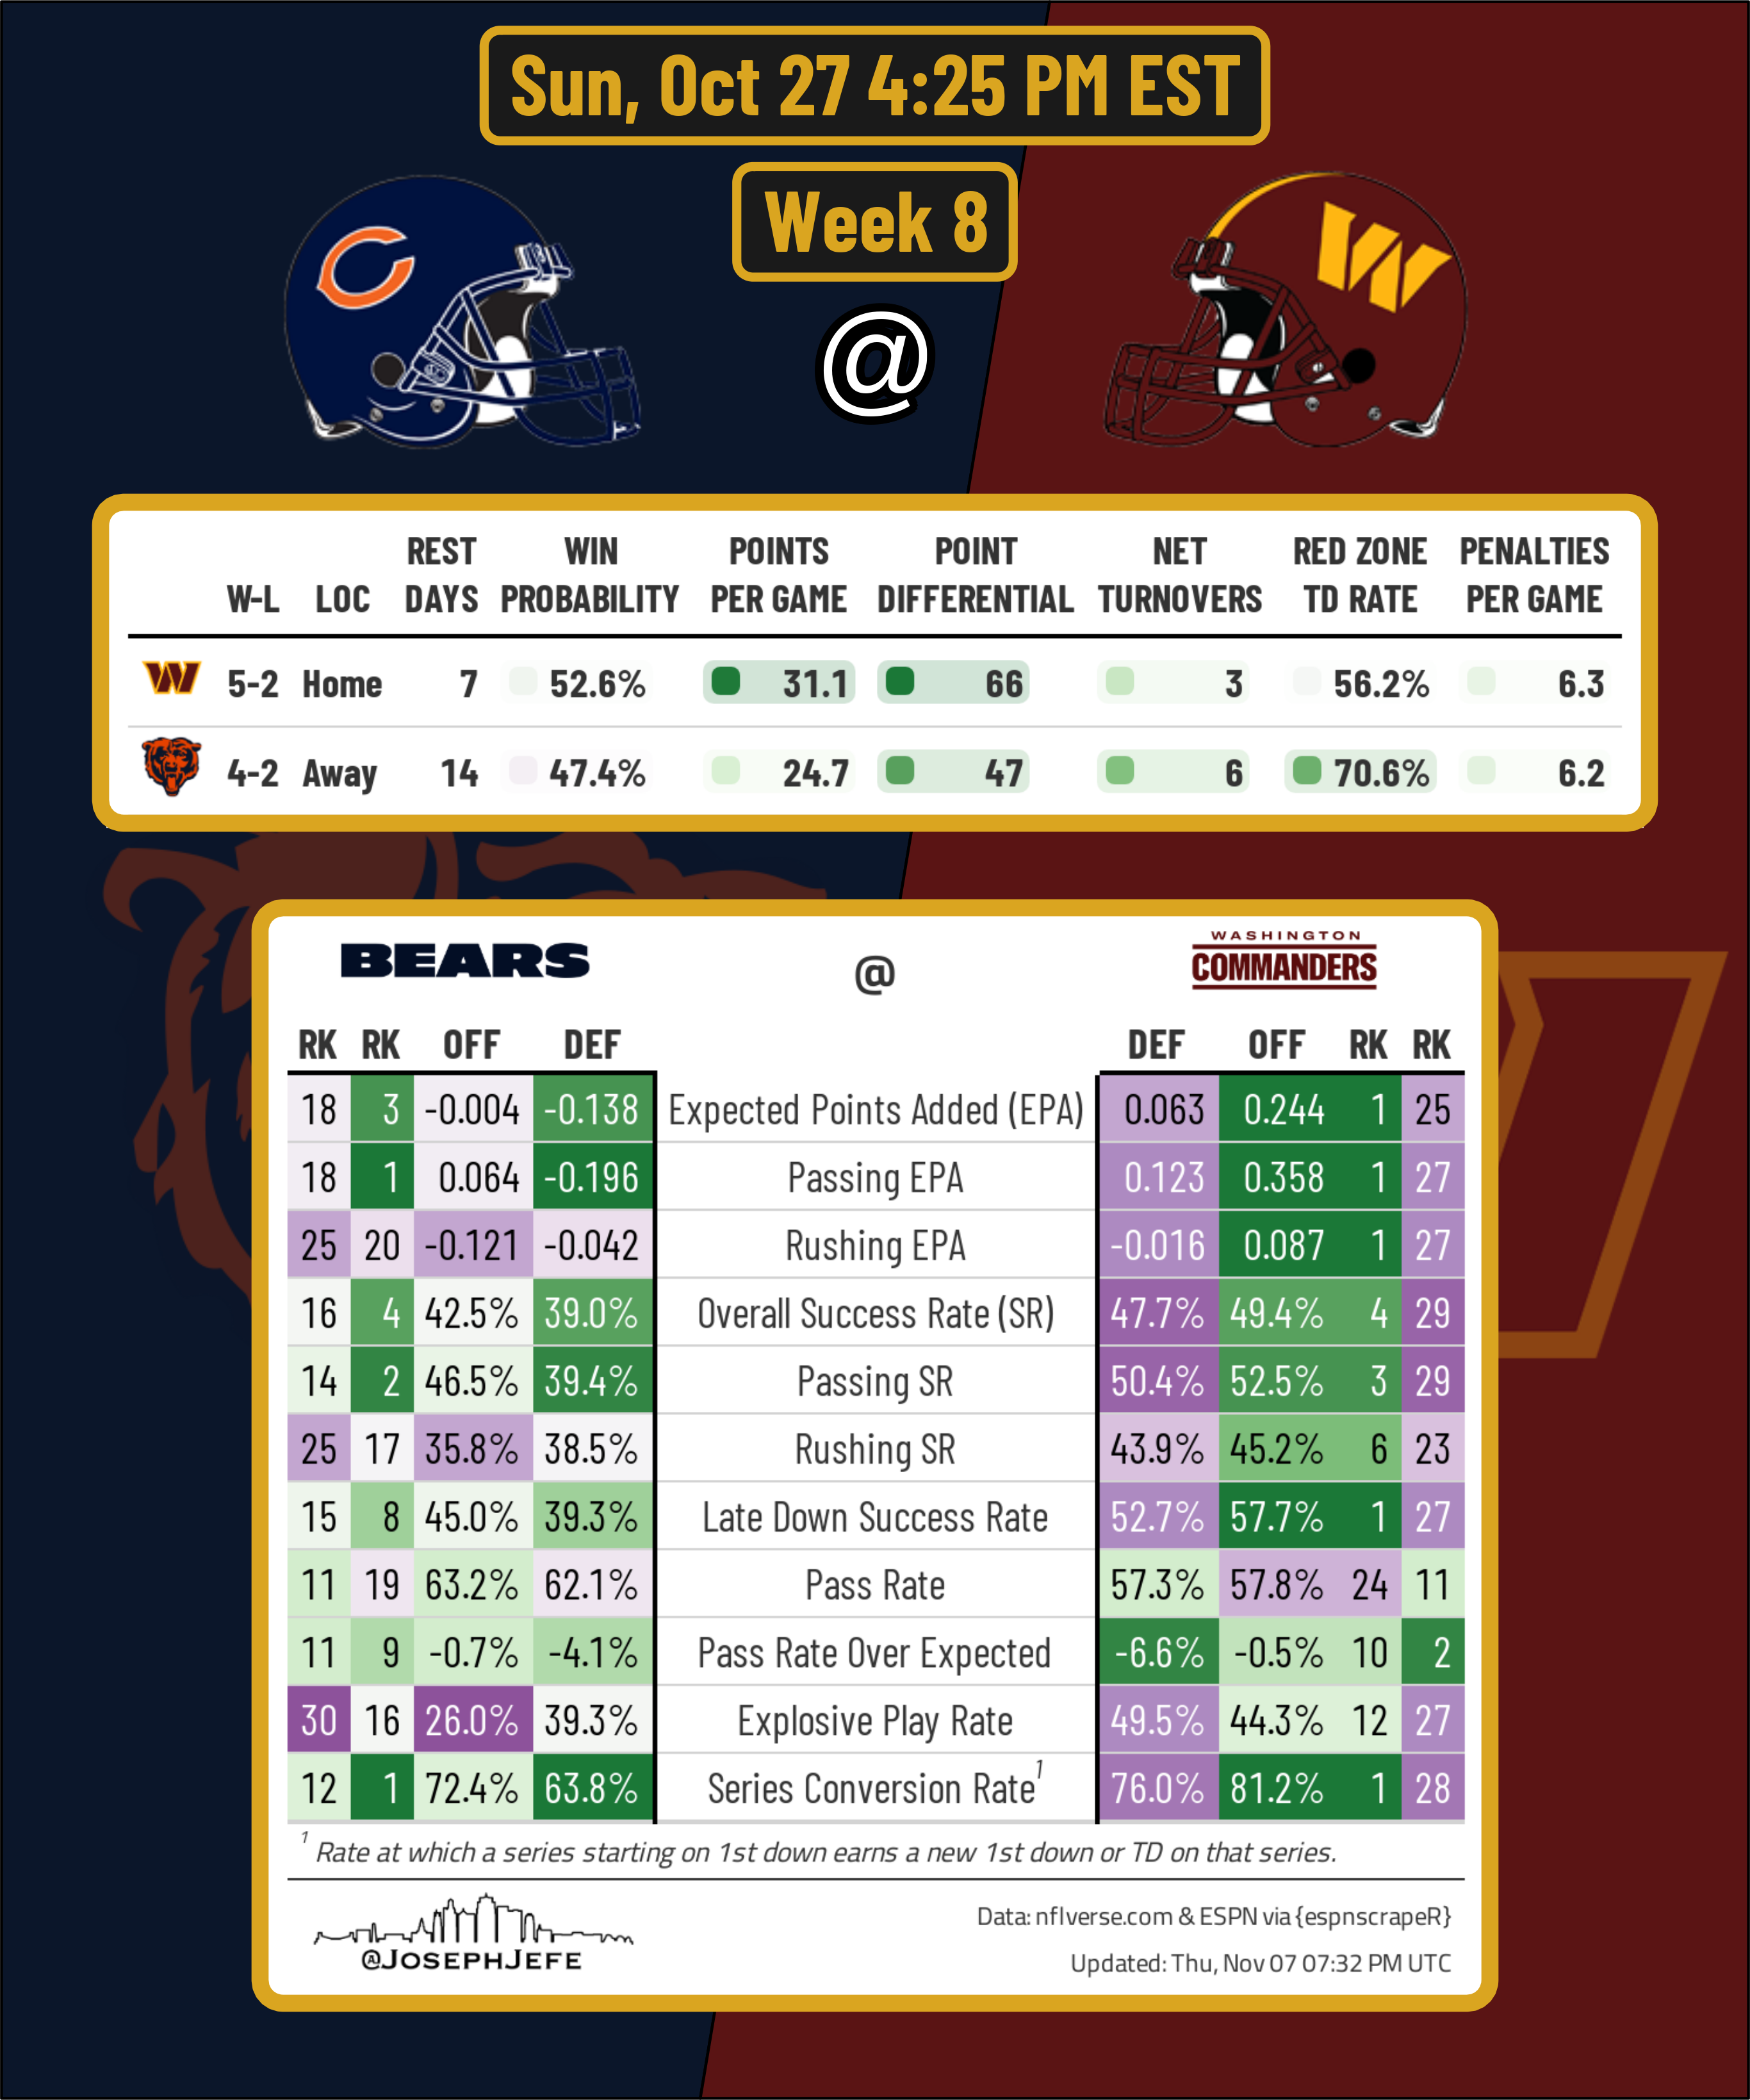 Sun, Oct 27 4:25 PM EST
Week 8
@
W-L LOC REST DAYS WIN PROBABILITY POINTS PER GAME POINT DIFFERENTIAL NET TURNOVERS RED ZONE TD RATE PENALTIES PER GAME
W 5-2 Home 7 52.6% 31.1 66 3 56.2% 6.3
4-2 Away 14 47.4% 24.7 47 6 70.6% 6.2
BEARS @ WASHINGTON COMMANDERS
RK RK OFF DEF DEF OFF RK RK
18 3 -0.004 -0.138 Expected Points Added (EPA) 0.063 0.244 1 25
18 1 0.064 -0.196 Passing EPA 0.123 0.358 1 27
25 20 -0.121 -0.042 Rushing EPA -0.016 0.087 1 27
16 4 42.5% 39.0% Overall Success Rate (SR) 47.7% 49.4% 4 29
14 2 46.5% 39.4% Passing SR 50.4% 52.5% 3 29
25 17 35.8% 38.5% Rushing SR 43.9% 45.2% 6 23
15 8 45.0% 39.3% Late Down Success Rate 52.7% 57.7% 1 27
11 19 63.2% 62.1% Pass Rate 57.3% 57.8% 24 11
11 9 -0.7% -4.1% Pass Rate Over Expected -6.6% -0.5% 10 2
30 16 26.0% 39.3% Explosive Play Rate 49.5% 44.3% 12 27
12 1 72.4% 63.8% Series Conversion Rate¹ 76.0% 81.2% 1 28
¹ Rate at which a series starting on 1st down earns a new 1st down or TD on that series.
@JOSEPHJEFE
Data: nflverse.com & ESPN via {espnscrapeR}
Updated: Thu, Nov 07 07:32 PM UTC